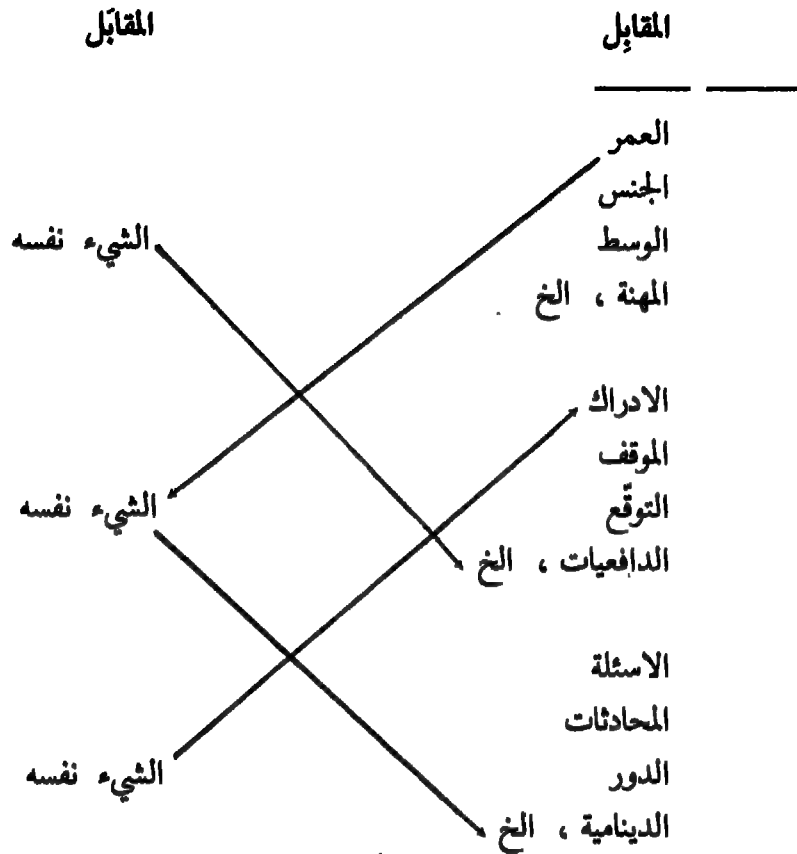 المقابِل
المقابَل
العمر
الجنس
الوسط
الشيء نفسه
المهنة ، الخ
الادراك
الموقف
التوقّع
الشيء نفسه
الدافعيات ، الخ
الاسئلة
المحادثات
الدور
الشيء نفسه
الدينامية ، الخ